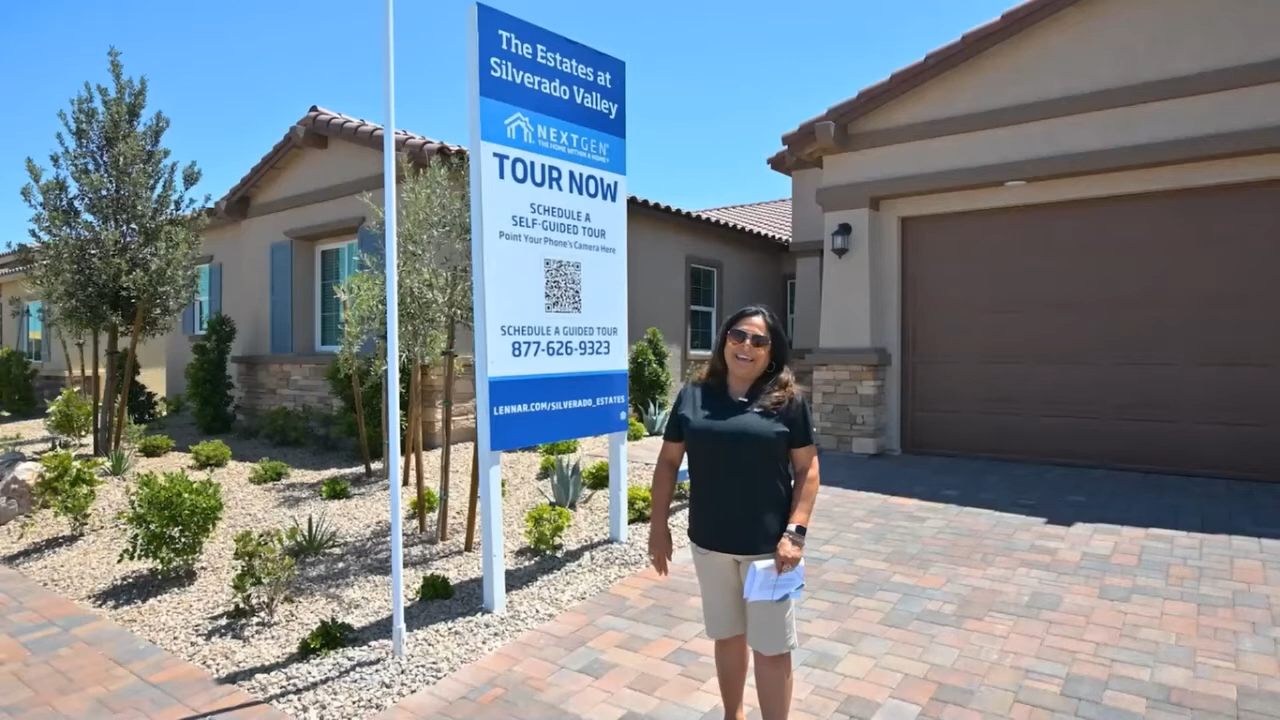 The Estates at
Silverado Valley
NEXTGEN
THE HOME WITHIN A HOME
TOUR NOW
SCHEDULE A
SELF-GUIDED TOUR
Point Your Phone's Camera Here
SCHEDULE A GUIDED TOUR
877-626-9323
LENNAR.COM/SILVERADO_ESTATES